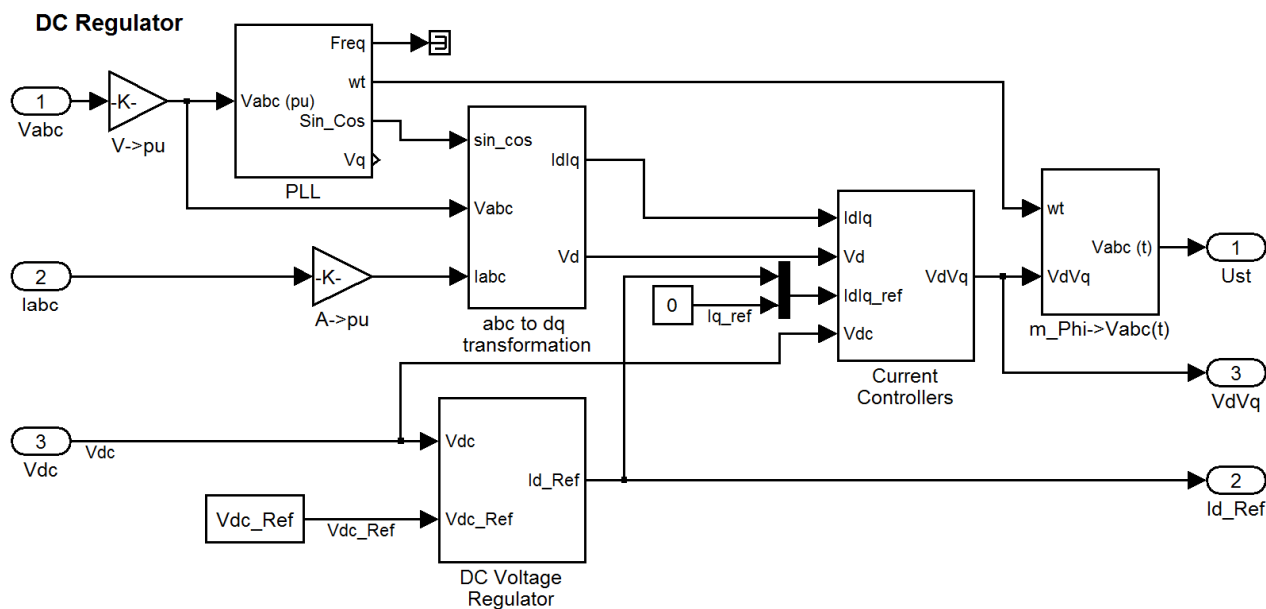 DC Regulator
Freq
wt
1
-K-
Vabc (pu)
Sin_Cos
Vabc
V->pu
Vq
PLL
sin_cos
IdIq
Vabc
Vd
Iabc
abc to dq
transformation
2
-K-
Iabc
A->pu
IdIq
Vd
IdIq_ref
Vdc
VdVq
Current
Controllers
0
Iq_ref
wt
Vabc (t)
VdVq
m_Phi->Vabc(t)
1
Ust
3
VdVq
3
Vdc
Vdc
Vdc
Id_Ref
Vdc_Ref
DC Voltage
Regulator
Vdc_Ref
Vdc_Ref
2
Id_Ref